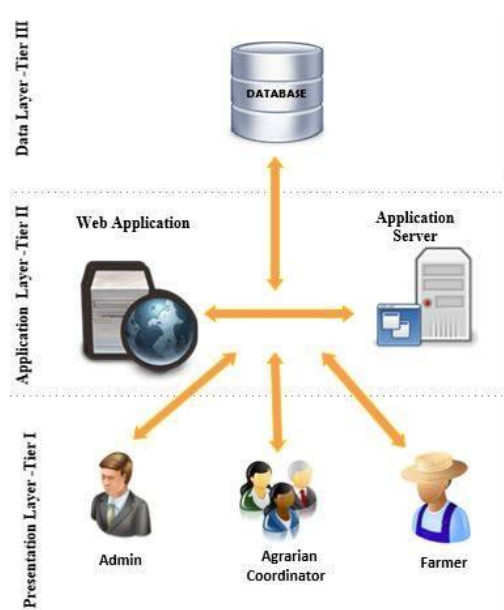 Data Layer -Tier III
DATABASE
Application Layer -Tier II
Web Application
Application
Server
Presentation Layer -Tier I
Admin
Agrarian
Coordinator
Farmer